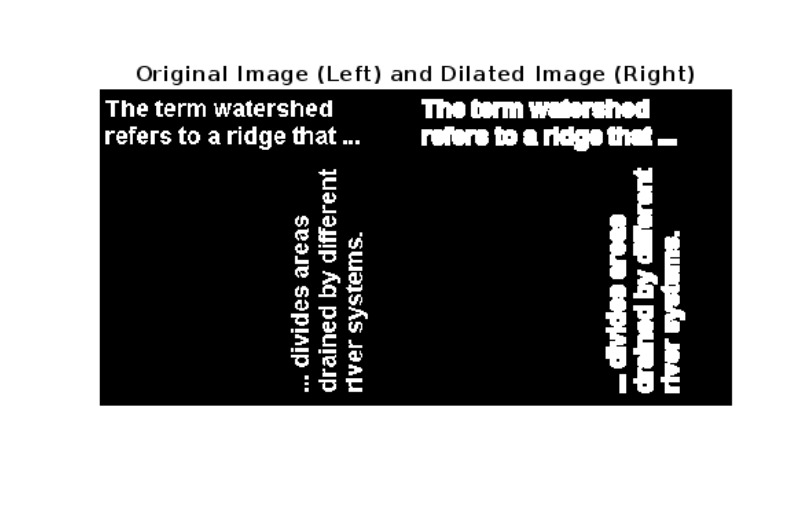 Original Image (Left) and Dilated Image (Right)
The term watershed
refers to a ridge that ...
... divides areas
drained by different
river systems.
The term watershed
refers to a ridge that ...
... divides areas
drained by different
river systems.